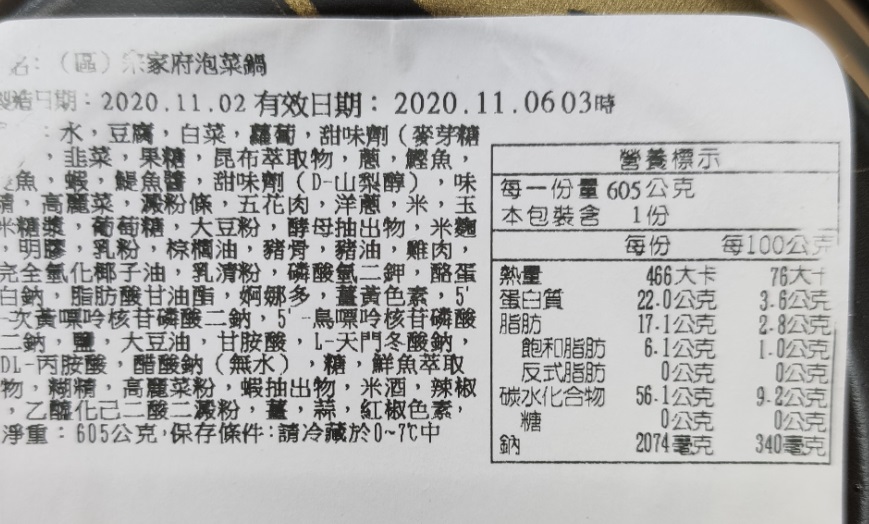 名：（區）宗家府泡菜鍋
製造日期：2020.11.02 有效日期： 2020.11.06 03時
：水，豆腐，白菜，蘿蔔，甜味劑（麥芽糖
，韭菜，果糖，昆布萃取物，蔥，鰹魚，
魚，蝦，鯷魚醬，甜味劑（D-山梨醇），味
精，高麗菜，澱粉條，五花肉，洋蔥，米，玉
米糖漿，葡萄糖，大豆粉，酵母抽出物，米麴
，明膠，乳粉，棕櫚油，豬骨，豬油，雞肉，
完全氫化椰子油，乳清粉，磷酸氫二鉀，酪蛋
白鈉，脂肪酸甘油酯，婀娜多，薑黃色素，5'
-次黃嘌呤核苷磷酸二鈉，5'-鳥嘌呤核苷磷酸
二鈉，鹽，大豆油，甘胺酸，L-天門冬酸鈉，
DL-丙胺酸，醋酸鈉（無水），糖，鮮魚萃取
物，糊精，高麗菜粉，蝦抽出物，米酒，辣椒
，乙醯化己二酸二澱粉，薑，蒜，紅椒色素，
淨重：605公克，保存條件:請冷藏於0~7℃中
營養標示
每一份量 605公克
本包裝含 1份
每份 每100公克
熱量 466大卡 76大卡
蛋白質 22.0公克 3.6公克
脂肪 17.1公克 2.8公克
飽和脂肪 6.1公克 1.0公克
反式脂肪 0公克 0公克
碳水化合物 56.1公克 9.2公克
糖 0公克 0公克
鈉 2074毫克 340毫克